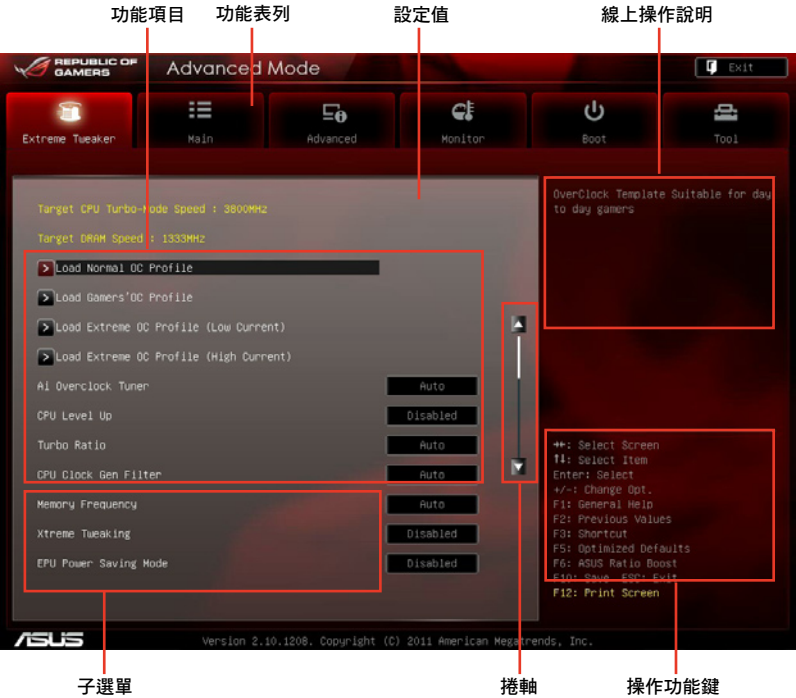 功能項目 功能表列 設定值 線上操作說明
REPUBLIC OF
GAMERS
Advanced Mode
Exit
Extreme Tweaker Main Advanced Monitor Boot Tool
Target CPU Turbo-Mode Speed : 3800MHz
Target DRAM Speed : 1333MHz
> Load Normal OC Profile
> Load Gamers'OC Profile
> Load Extreme OC Profile (Low Current)
> Load Extreme OC Profile (High Current)
Ai Overclock Tuner Auto
CPU Level Up Disabled
Turbo Ratio Auto
CPU Clock Gen Filter Auto
Memory Frequency Auto
Xtreme Tweaking Disabled
EPU Power Saving Mode Disabled
OverClock Template Suitable for day
to day gamers
→←: Select Screen
↑↓: Select Item
Enter: Select
+/-: Change Opt.
F1: General Help
F2: Previous Values
F3: Shortcut
F5: Optimized Defaults
F6: ASUS Ratio Boost
F10: Save ESC: Exit
F12: Print Screen
ASUS
Version 2.10.1208. Copyright (C) 2011 American Megatrends, Inc.
子選單 捲軸 操作功能鍵